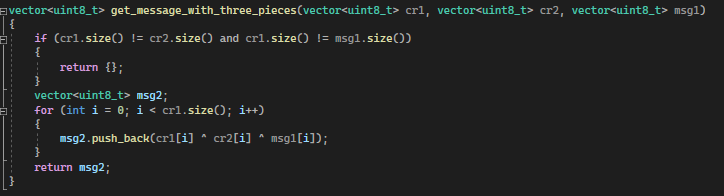 vector<uint8_t> get_message_with_three_pieces(vector<uint8_t> cr1, vector<uint8_t> cr2, vector<uint8_t> msg1)
{
    if (cr1.size() != cr2.size() and cr1.size() != msg1.size())
    {
        return {};
    }
    vector<uint8_t> msg2;
    for (int i = 0; i < cr1.size(); i++)
    {
        msg2.push_back(cr1[i] ^ cr2[i] ^ msg1[i]);
    }
    return msg2;
}